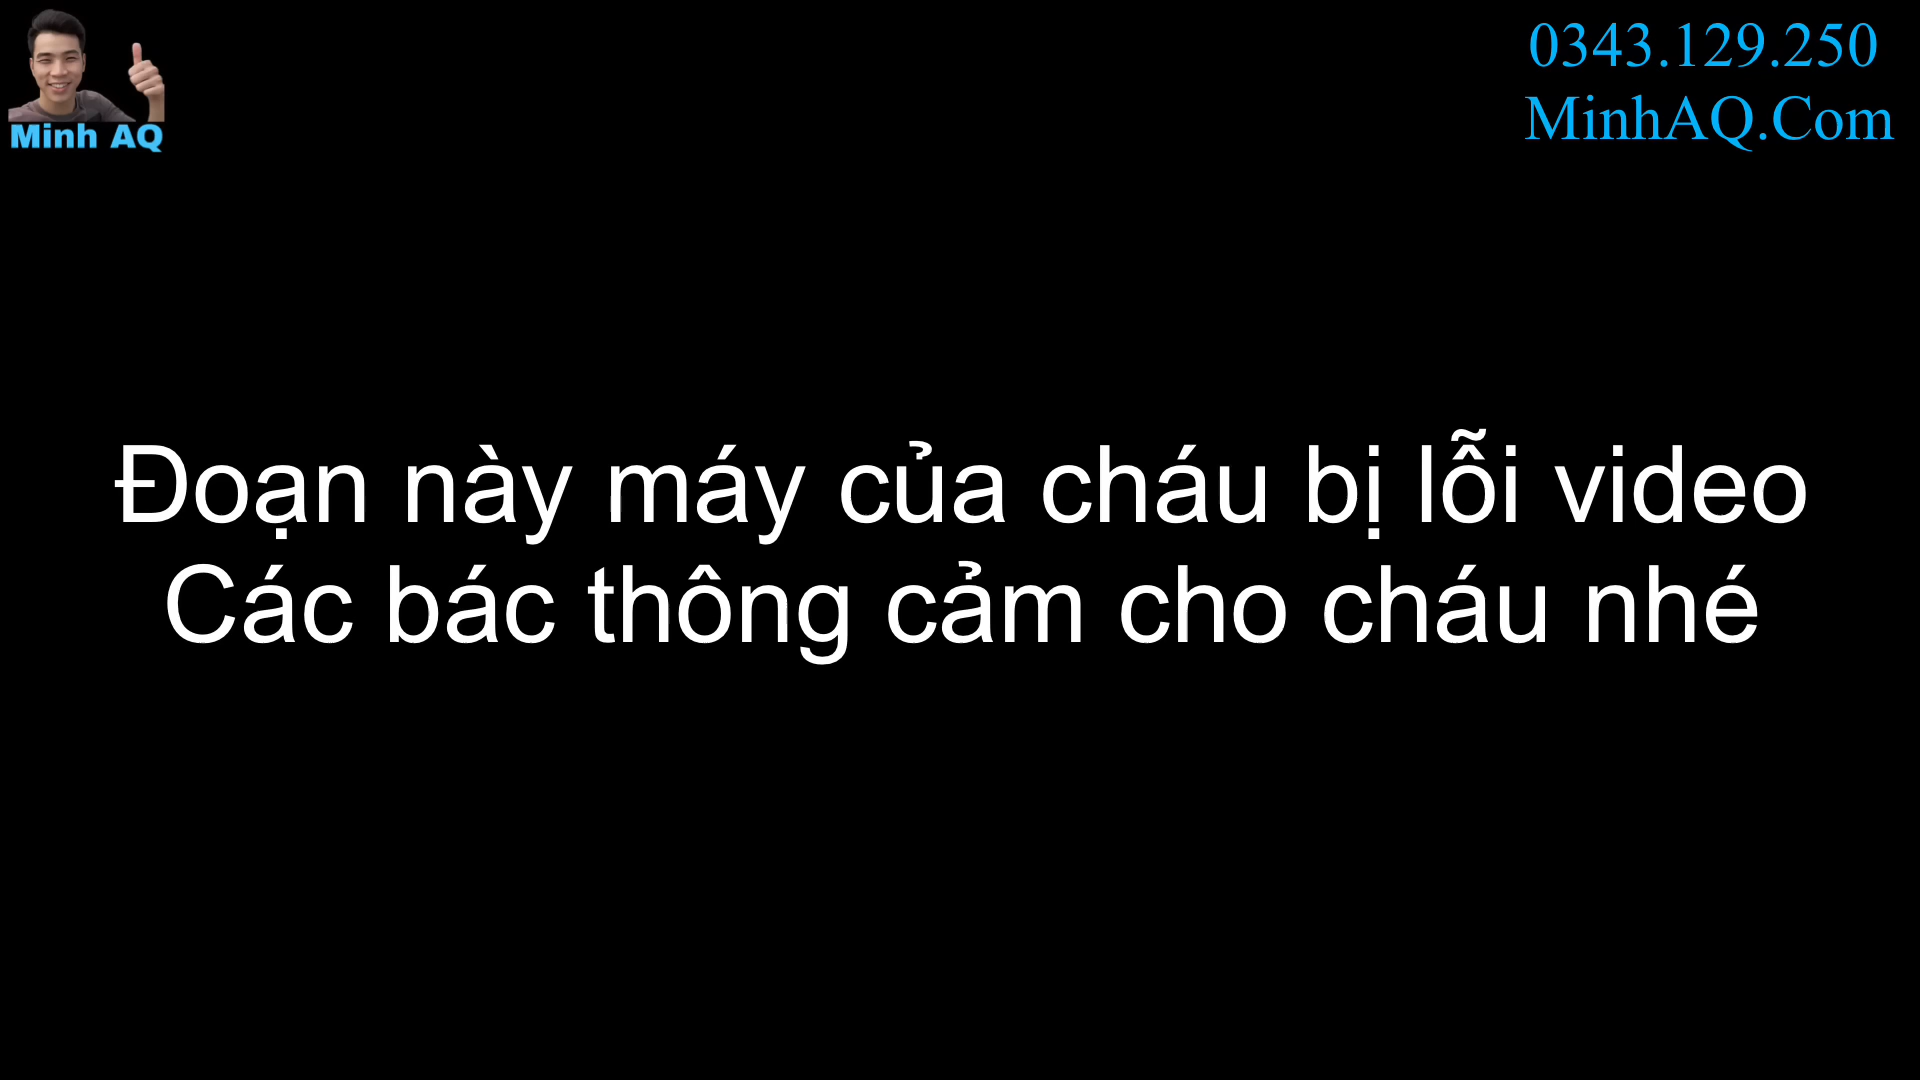 Minh AQ
0343.129.250
MinhAQ.Com
Đoạn này máy của cháu bị lỗi video
Các bác thông cảm cho cháu nhé